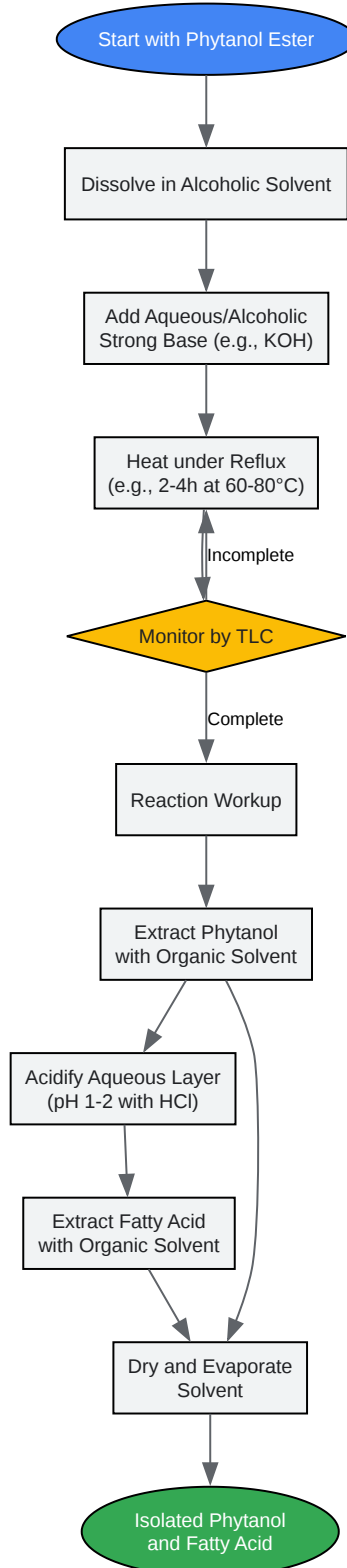 Start with Phytanol Ester
Dissolve in Alcoholic Solvent
Add Aqueous/Alcoholic
Strong Base (e.g., KOH)
Heat under Reflux
(e.g., 2-4h at 60-80°C)
Incomplete
Monitor by TLC
Complete
Reaction Workup
Extract Phytanol
with Organic Solvent
Acidify Aqueous Layer
(pH 1-2 with HCl)
Extract Fatty Acid
with Organic Solvent
Dry and Evaporate
Solvent
Isolated Phytanol
and Fatty Acid